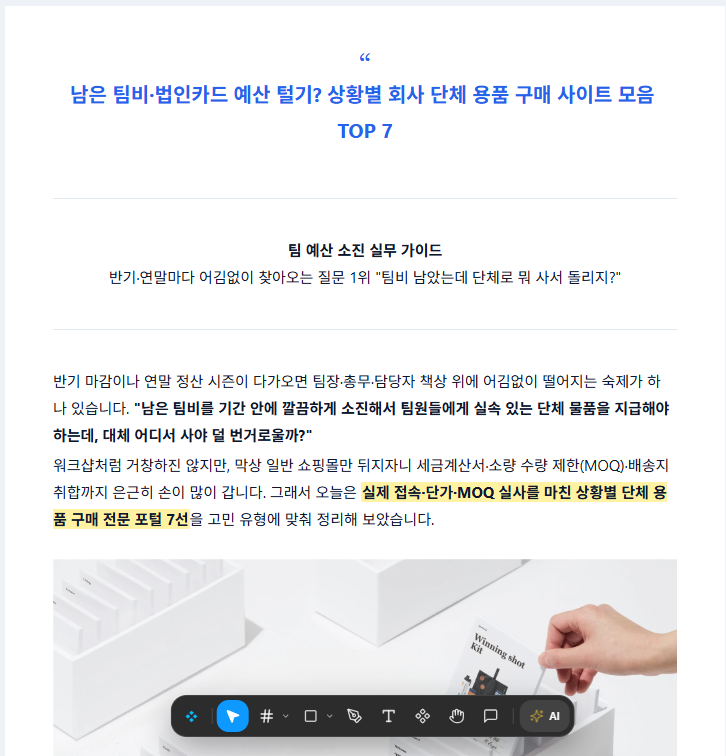 “
남은 팀비·법인카드 예산 털기? 상황별 회사 단체 용품 구매 사이트 모음
TOP 7
팀 예산 소진 실무 가이드
반기·연말마다 어김없이 찾아오는 질문 1위 "팀비 남았는데 단체로 뭐 사서 돌리지?"
반기 마감이나 연말 정산 시즌이 다가오면 팀장·총무·담당자 책상 위에 어김없이 떨어지는 숙제가 하
나 있습니다. "남은 팀비를 기간 안에 깔끔하게 소진해서 팀원들에게 실속 있는 단체 물품을 지급해야
하는데, 대체 어디서 사야 덜 번거로울까?"
워크샵처럼 거창하진 않지만, 막상 일반 쇼핑몰만 뒤지자니 세금계산서·소량 수량 제한(MOQ)·배송지
취합까지 은근히 손이 많이 갑니다. 그래서 오늘은 실제 접속·단가·MOQ 실사를 마친 상황별 단체 용
품 구매 전문 포털 7선을 고민 유형에 맞춰 정리해 보았습니다.
Winning shot
Kit
AI